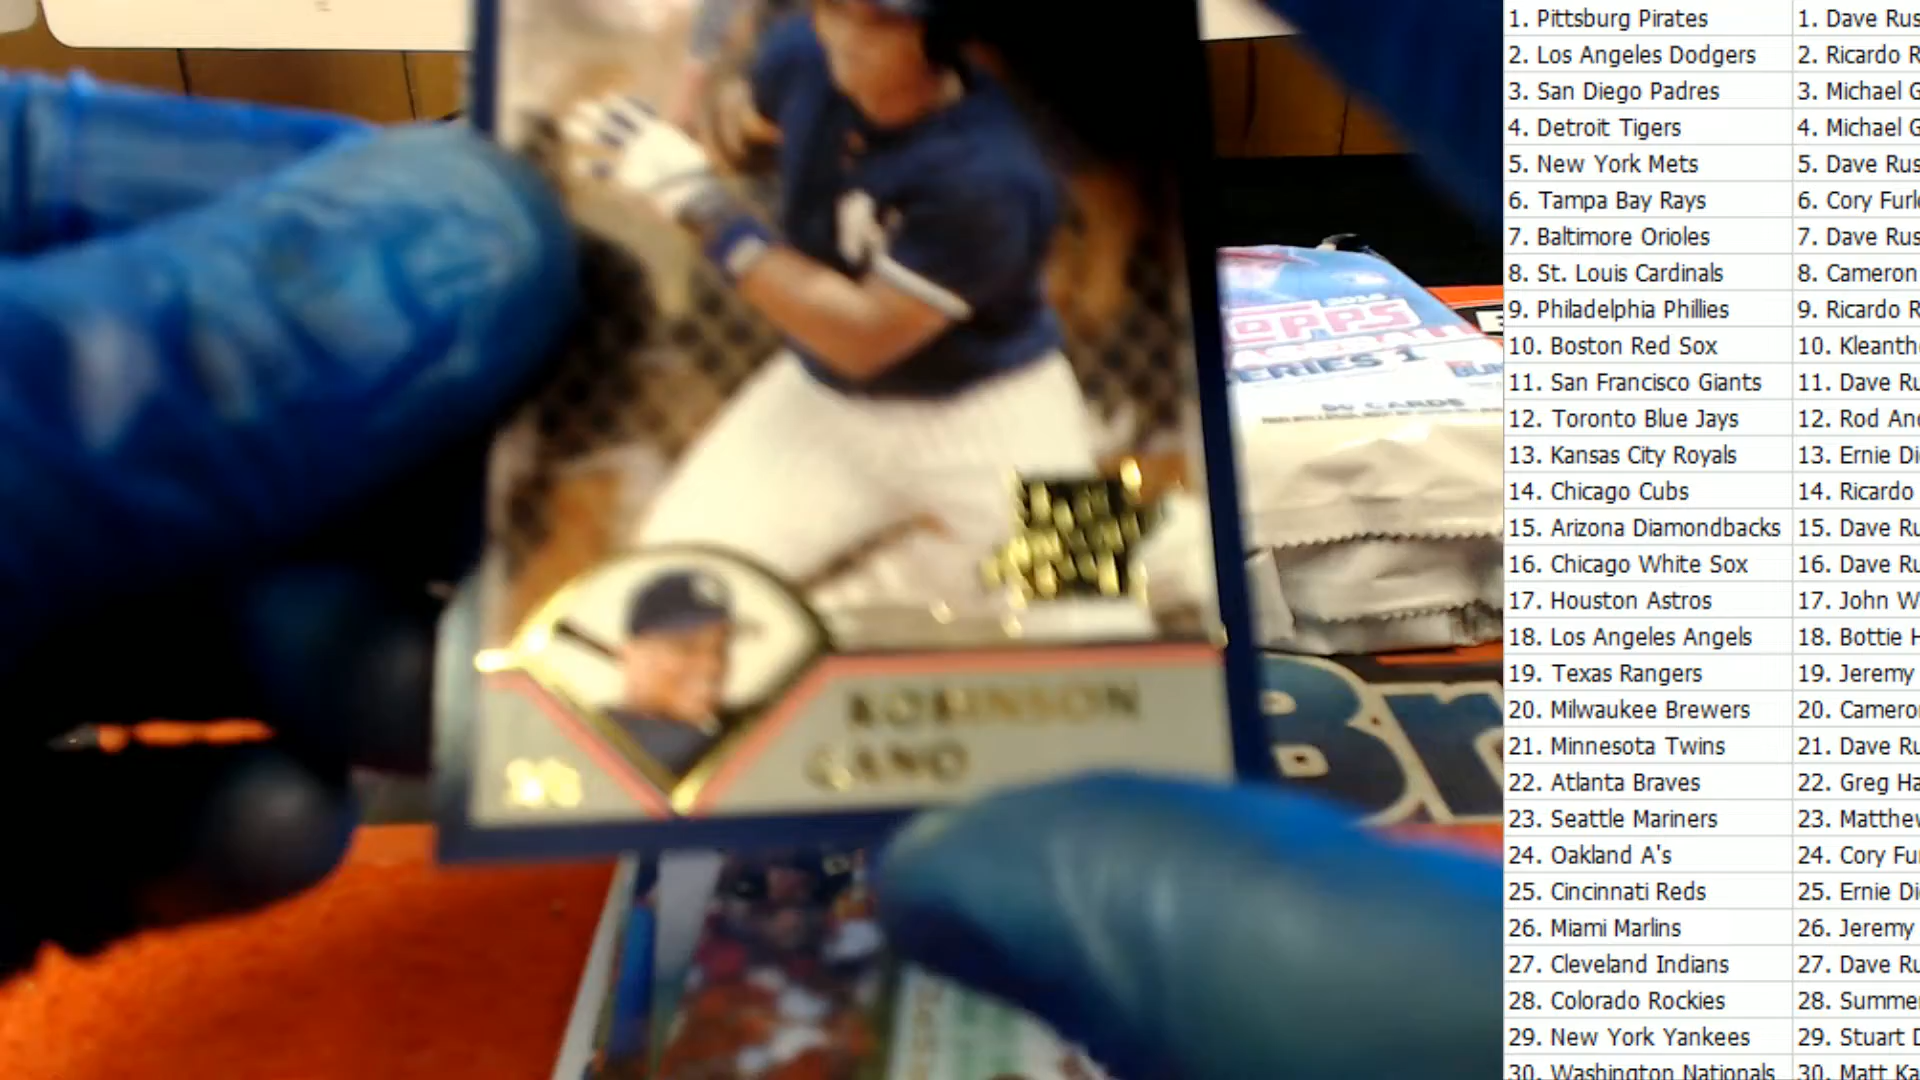 ROBINSON
CANO
2014
TOPPS
SERIES 1
50 CARDS
Br
1. Pittsburg Pirates
2. Los Angeles Dodgers
3. San Diego Padres
4. Detroit Tigers
5. New York Mets
6. Tampa Bay Rays
7. Baltimore Orioles
8. St. Louis Cardinals
9. Philadelphia Phillies
10. Boston Red Sox
11. San Francisco Giants
12. Toronto Blue Jays
13. Kansas City Royals
14. Chicago Cubs
15. Arizona Diamondbacks
16. Chicago White Sox
17. Houston Astros
18. Los Angeles Angels
19. Texas Rangers
20. Milwaukee Brewers
21. Minnesota Twins
22. Atlanta Braves
23. Seattle Mariners
24. Oakland A's
25. Cincinnati Reds
26. Miami Marlins
27. Cleveland Indians
28. Colorado Rockies
29. New York Yankees
30. Washington Nationals
1. Dave Rus
2. Ricardo R
3. Michael G
4. Michael G
5. Dave Rus
6. Cory Furl
7. Dave Rus
8. Cameron
9. Ricardo R
10. Kleanth
11. Dave Ru
12. Rod And
13. Ernie Di
14. Ricardo
15. Dave Ru
16. Dave Ru
17. John W
18. Bottie H
19. Jeremy
20. Camero
21. Dave Ru
22. Greg Ha
23. Matthew
24. Cory Fu
25. Ernie Di
26. Jeremy
27. Dave Ru
28. Summer
29. Stuart D
30. Matt Ka